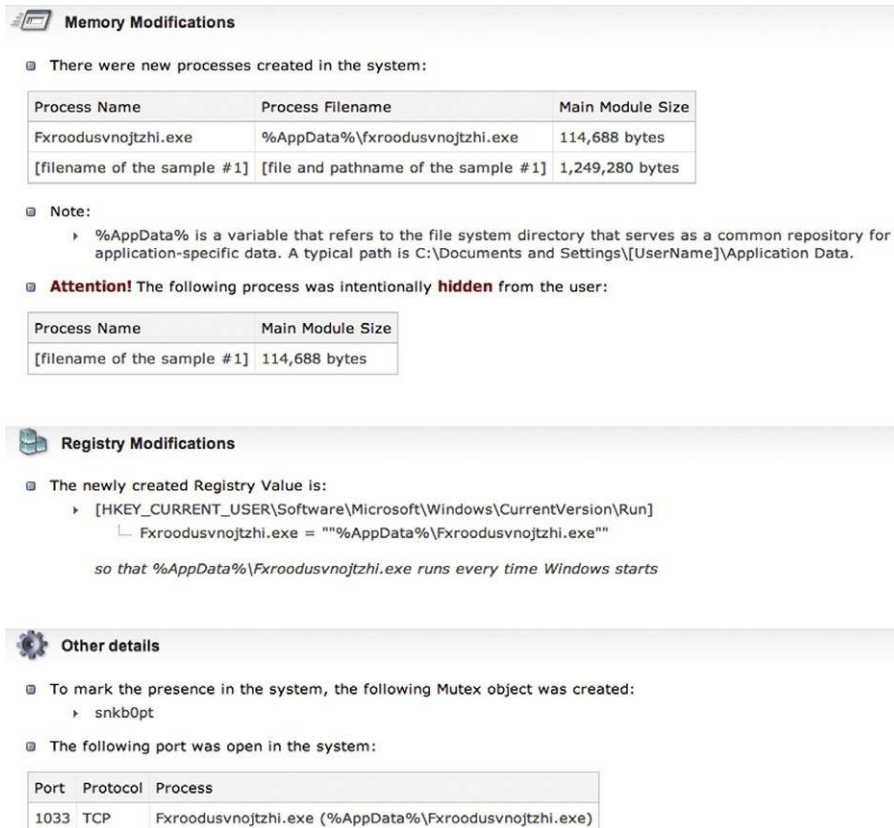 Memory Modifications
There were new processes created in the system:
Process Name Process Filename Main Module Size
Fxroodusvnojtzhi.exe %AppData%\fxroodusvnojtzhi.exe 114,688 bytes
[filename of the sample #1] [file and pathname of the sample #1] 1,249,280 bytes
Note:
%AppData% is a variable that refers to the file system directory that serves as a common repository for
application-specific data. A typical path is C:\Documents and Settings\[UserName]\Application Data.
Attention! The following process was intentionally hidden from the user:
Process Name Main Module Size
[filename of the sample #1] 114,688 bytes
Registry Modifications
The newly created Registry Value is:
[HKEY_CURRENT_USER\Software\Microsoft\Windows\CurrentVersion\Run]
Fxroodusvnojtzhi.exe = ""%AppData%\Fxroodusvnojtzhi.exe""
so that %AppData%\Fxroodusvnojtzhi.exe runs every time Windows starts
Other details
To mark the presence in the system, the following Mutex object was created:
snkb0pt
The following port was open in the system:
Port Protocol Process
1033 TCP Fxroodusvnojtzhi.exe (%AppData%\Fxroodusvnojtzhi.exe)